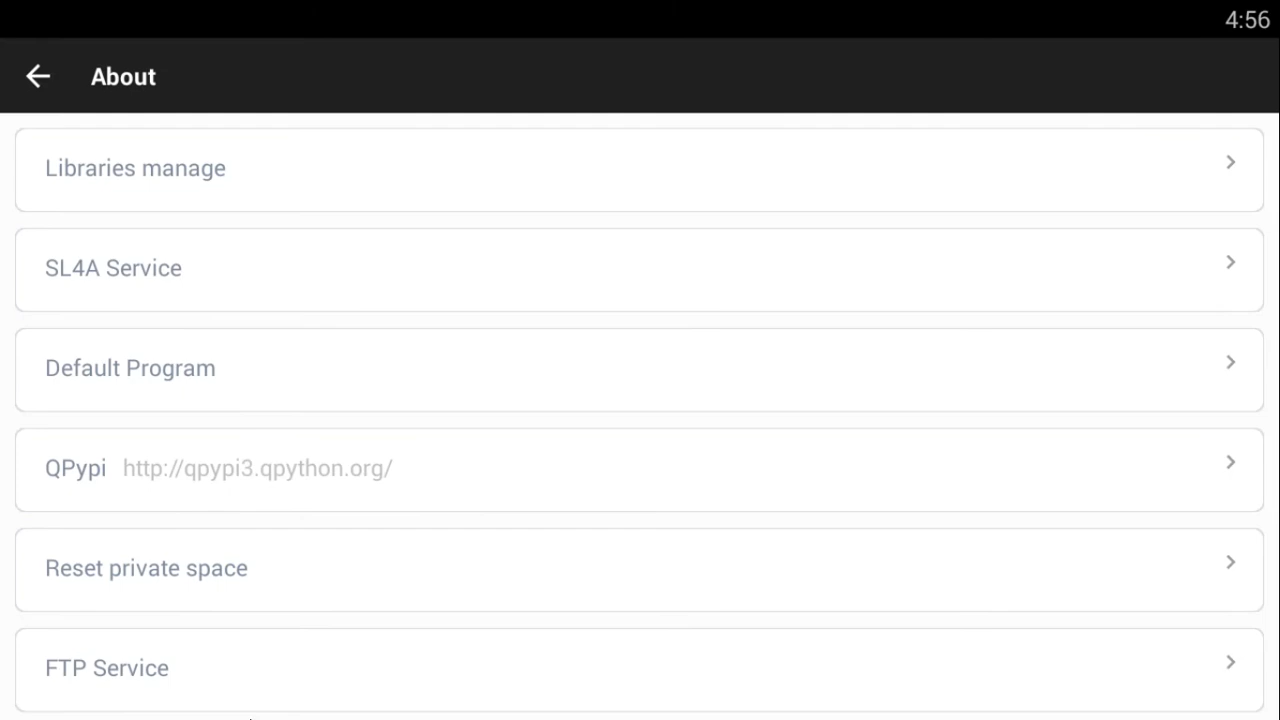 4:56
About
Libraries manage
SL4A Service
Default Program
QPypi http://qpypi3.qpython.org/
Reset private space
FTP Service